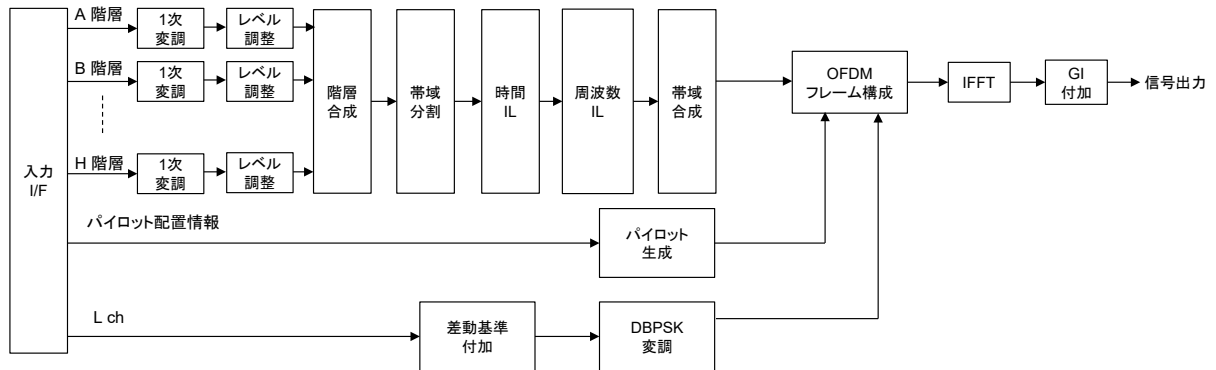 A 階層
1次
変調
レベル
調整
B 階層
1次
変調
レベル
調整
H 階層
1次
変調
レベル
調整
入力
I/F
階層
合成
帯域
分割
時間
IL
周波数
IL
帯域
合成
OFDM
フレーム構成
IFFT
GI
付加
信号出力
パイロット配置情報
パイロット
生成
L ch
差動基準
付加
DBPSK
変調